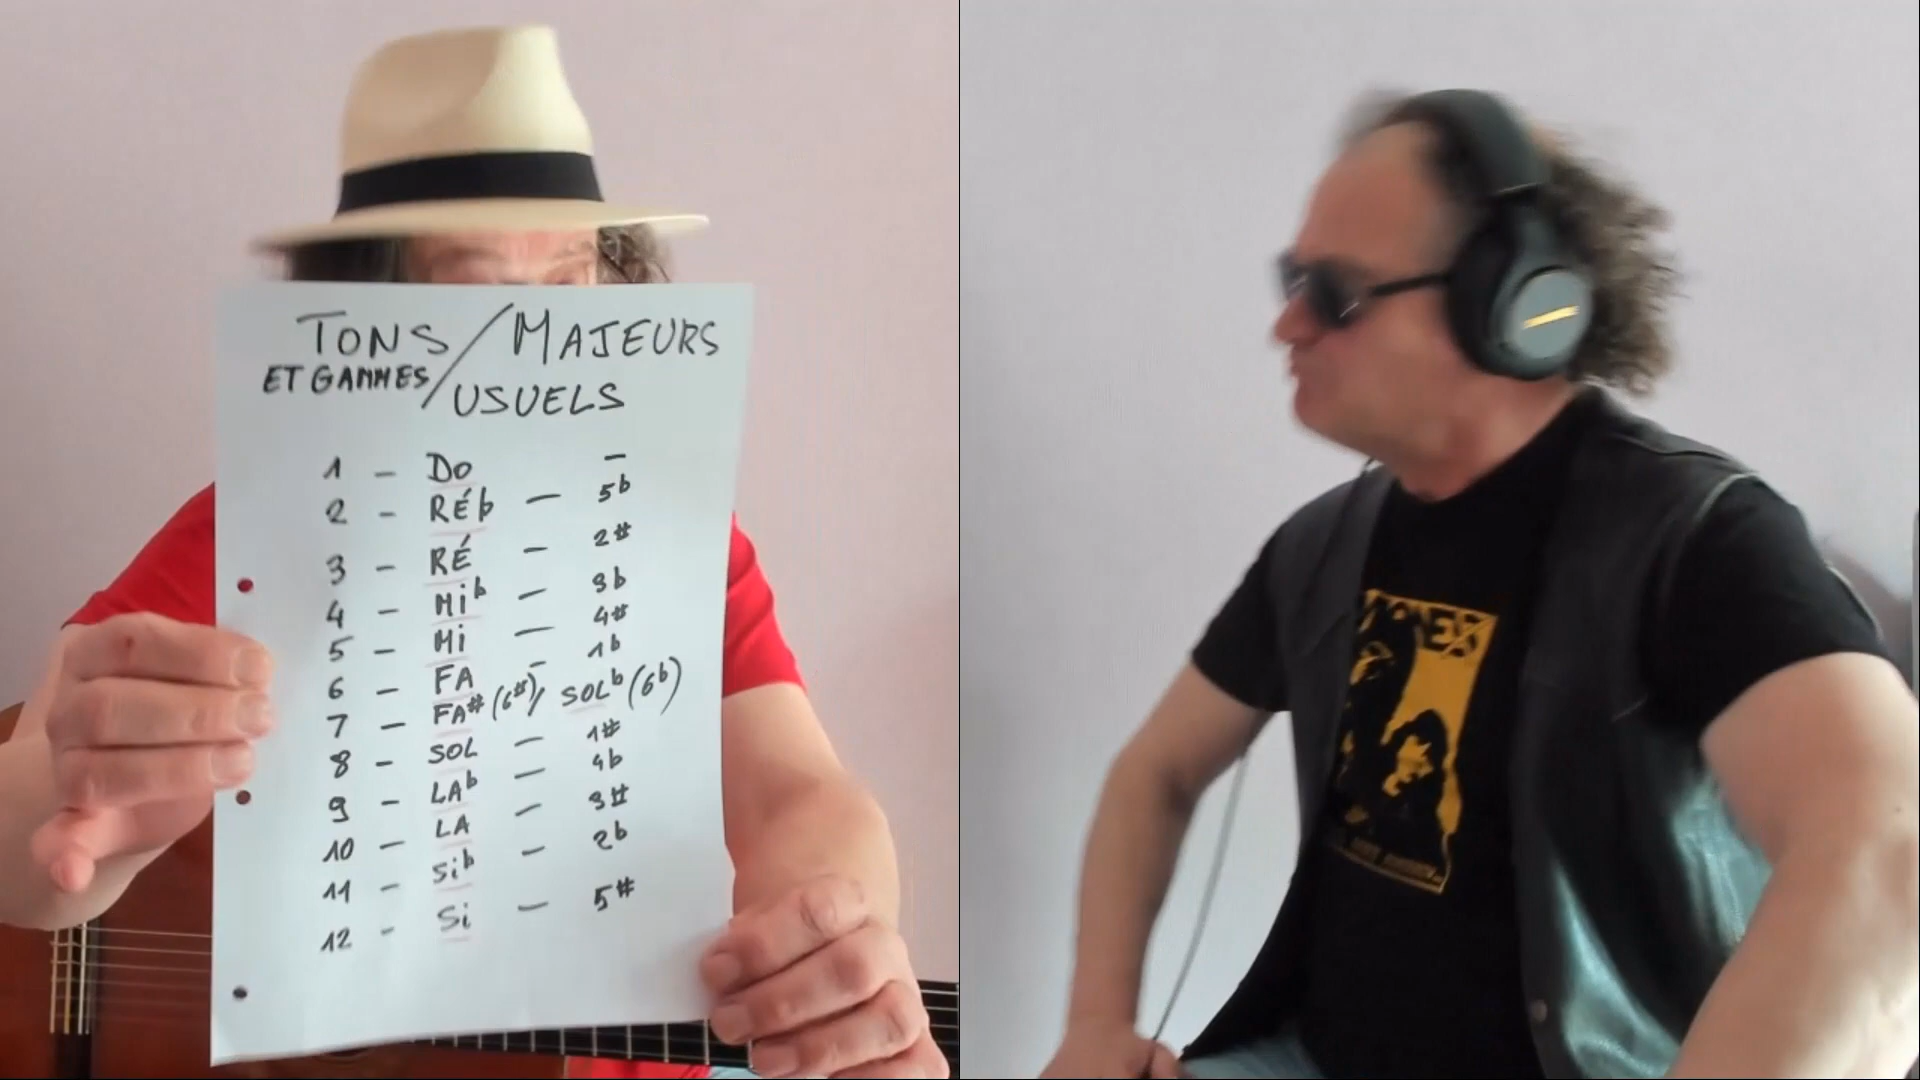 TONS / MAJEURS
ET GAMMES / USUELS
1 - DO -
2 - RÉb - 5b
3 - RÉ - 2#
4 - Mib - 3b
5 - Mi - 4#
6 - FA - 1b
7 - FA# (6#) / SOLb (6b)
8 - SOL - 1#
9 - LAb - 4b
10 - LA - 3#
11 - Sib - 2b
12 - Si - 5#